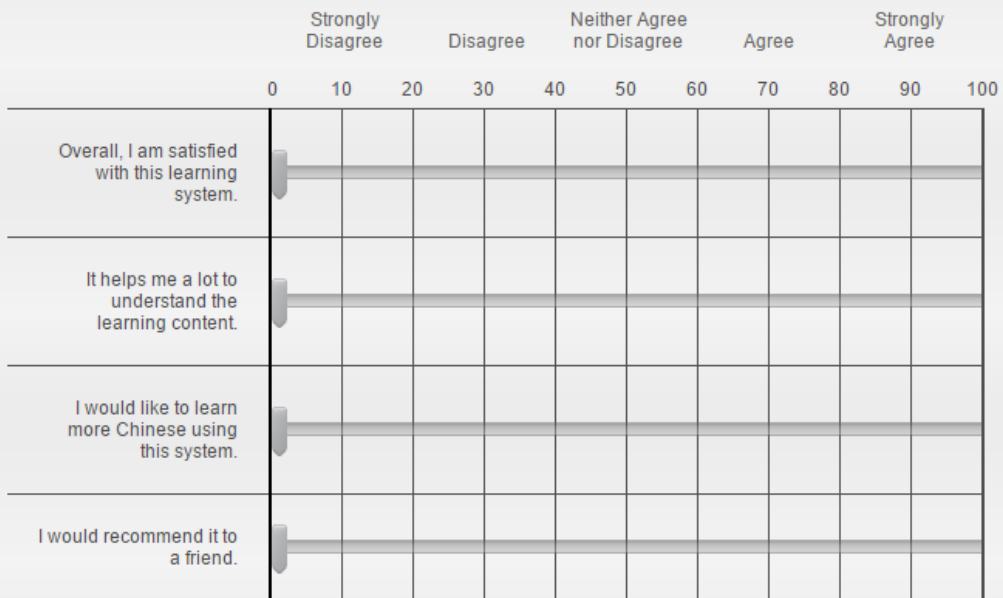 Strongly Disagree
Disagree
Neither Agree nor Disagree
Agree
Strongly Agree
0 10 20 30 40 50 60 70 80 90 100
Overall, I am satisfied
with this learning
system.
It helps me a lot to
understand the
learning content.
I would like to learn
more Chinese using
this system.
I would recommend it to
a friend.